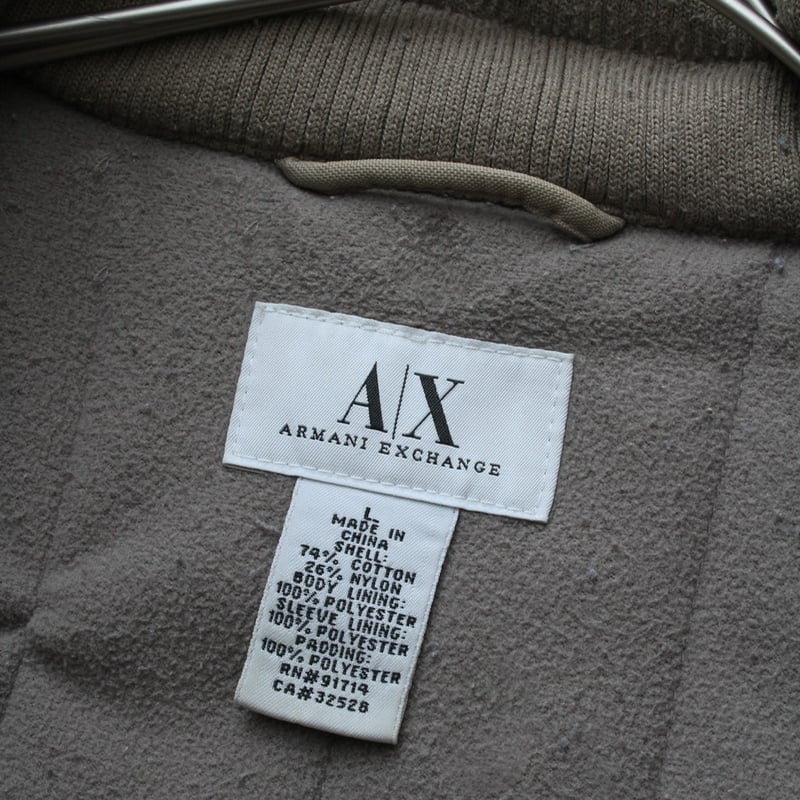 A|X
ARMANI EXCHANGE
L
MADE IN
CHINA
SHELL:
74% COTTON
26% NYLON
BODY LINING:
100% POLYESTER
SLEEVE LINING:
100% POLYESTER
PADDING:
100% POLYESTER
RN#91714
CA#32528